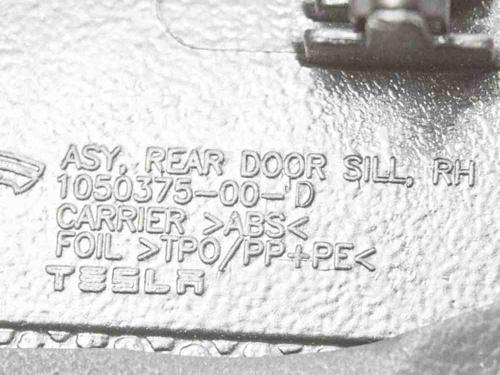 ASY, REAR DOOR SILL, RH
1050375-00-D
CARRIER >ABS<
FOIL >TPO/PP+PE<
TESLA